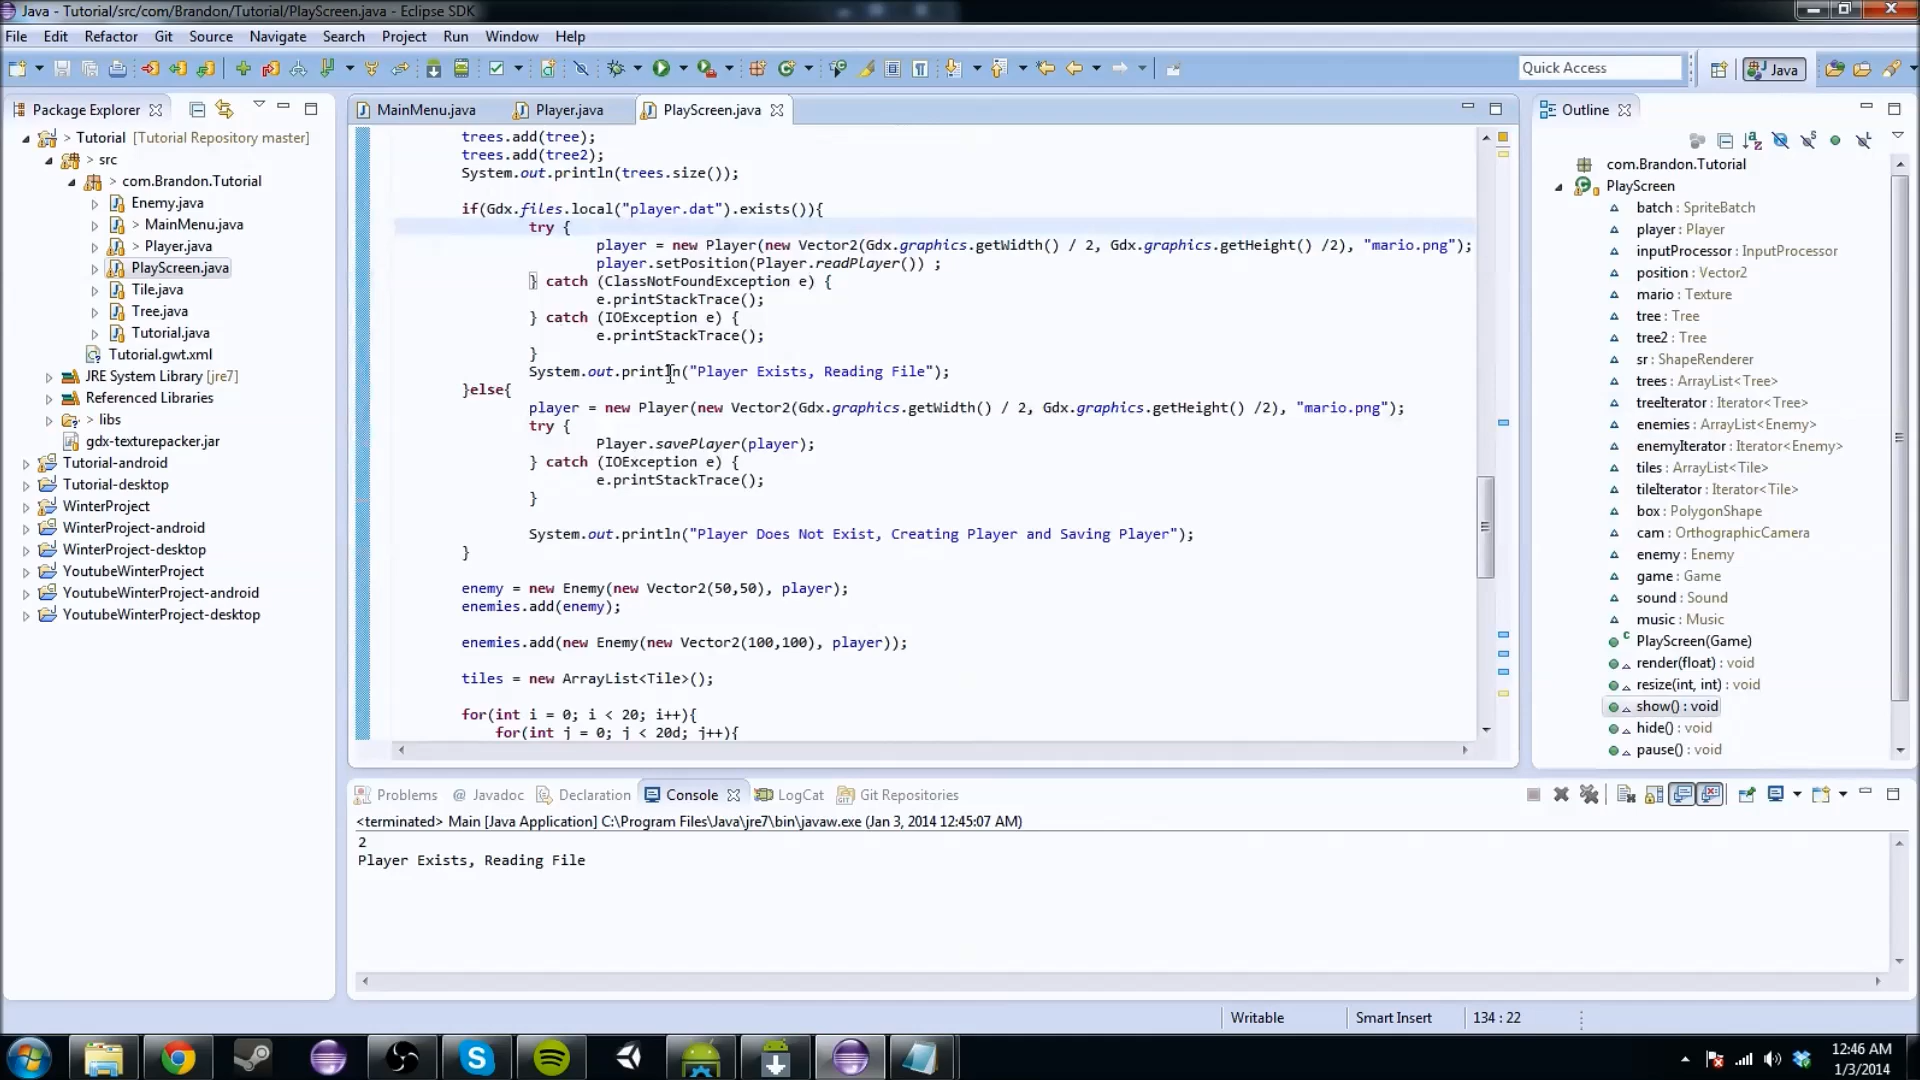 Java - Tutorial/src/com/Brandon/Tutorial/PlayScreen.java - Eclipse SDK
File Edit Refactor Git Source Navigate Search Project Run Window Help
Quick Access
Java
Package Explorer
> Tutorial [Tutorial Repository master]
> src
> com.Brandon.Tutorial
Enemy.java
> MainMenu.java
> Player.java
PlayScreen.java
Tile.java
Tree.java
Tutorial.java
Tutorial.gwt.xml
JRE System Library [jre7]
Referenced Libraries
> libs
gdx-texturepacker.jar
Tutorial-android
Tutorial-desktop
WinterProject
WinterProject-android
WinterProject-desktop
YoutubeWinterProject
YoutubeWinterProject-android
YoutubeWinterProject-desktop
MainMenu.java Player.java PlayScreen.java
trees.add(tree);
trees.add(tree2);
System.out.println(trees.size());
if(Gdx.files.local("player.dat").exists()){
try {
player = new Player(new Vector2(Gdx.graphics.getWidth() / 2, Gdx.graphics.getHeight() /2), "mario.png");
player.setPosition(Player.readPlayer()) ;
} catch (ClassNotFoundException e) {
e.printStackTrace();
} catch (IOException e) {
e.printStackTrace();
}
System.out.println("Player Exists, Reading File");
}else{
player = new Player(new Vector2(Gdx.graphics.getWidth() / 2, Gdx.graphics.getHeight() /2), "mario.png");
try {
Player.savePlayer(player);
} catch (IOException e) {
e.printStackTrace();
}
System.out.println("Player Does Not Exist, Creating Player and Saving Player");
}
enemy = new Enemy(new Vector2(50,50), player);
enemies.add(enemy);
enemies.add(new Enemy(new Vector2(100,100), player));
tiles = new ArrayList<Tile>();
for(int i = 0; i < 20; i++){
for(int j = 0; j < 20d; j++){
Outline
com.Brandon.Tutorial
PlayScreen
batch : SpriteBatch
player : Player
inputProcessor : InputProcessor
position : Vector2
mario : Texture
tree : Tree
tree2 : Tree
sr : ShapeRenderer
trees : ArrayList<Tree>
treeIterator : Iterator<Tree>
enemies : ArrayList<Enemy>
enemyIterator : Iterator<Enemy>
tiles : ArrayList<Tile>
tileIterator : Iterator<Tile>
box : PolygonShape
cam : OrthographicCamera
enemy : Enemy
game : Game
sound : Sound
music : Music
PlayScreen(Game)
render(float) : void
resize(int, int) : void
show() : void
hide() : void
pause() : void
Problems @ Javadoc Declaration Console LogCat Git Repositories
<terminated> Main [Java Application] C:\Program Files\Java\jre7\bin\javaw.exe (Jan 3, 2014 12:45:07 AM)
2
Player Exists, Reading File
Writable Smart Insert 134 : 22
12:46 AM
1/3/2014